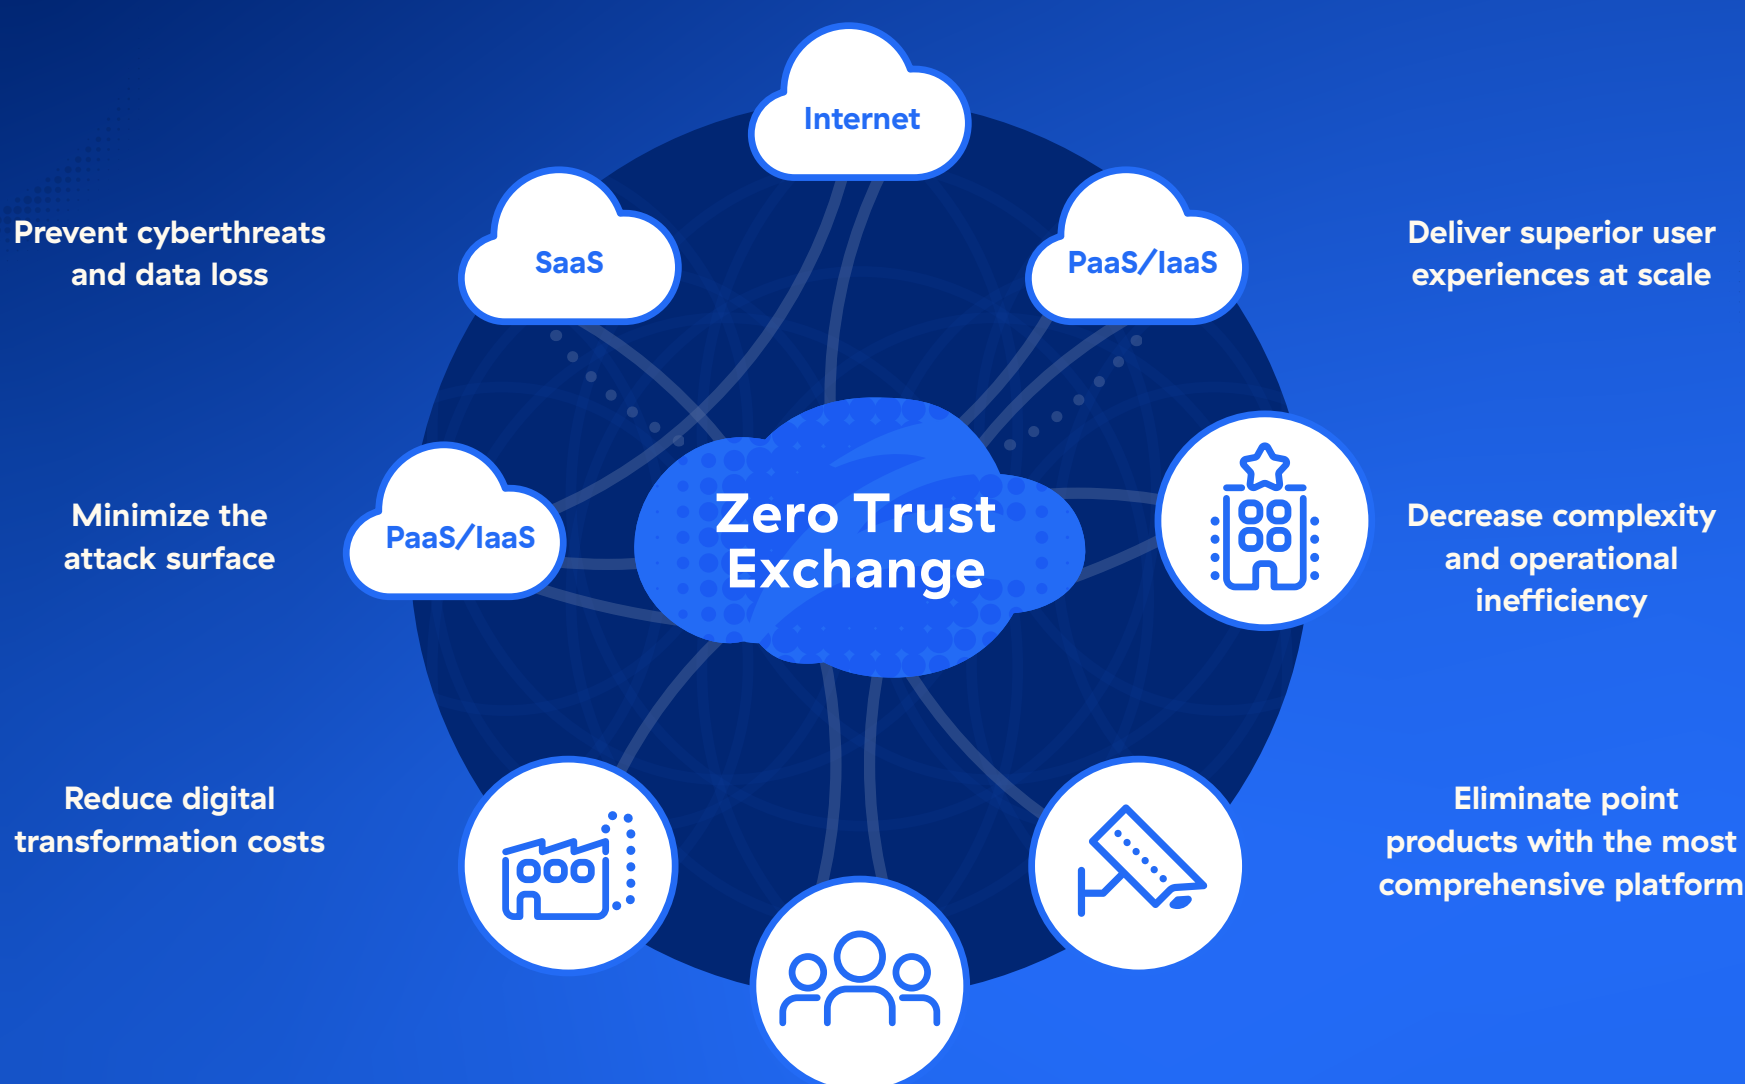 Internet
SaaS
PaaS/IaaS
Prevent cyberthreats
and data loss
Deliver superior user
experiences at scale
PaaS/IaaS
Zero Trust
Exchange
Minimize the
attack surface
Decrease complexity
and operational
inefficiency
Reduce digital
transformation costs
Eliminate point
products with the most
comprehensive platform